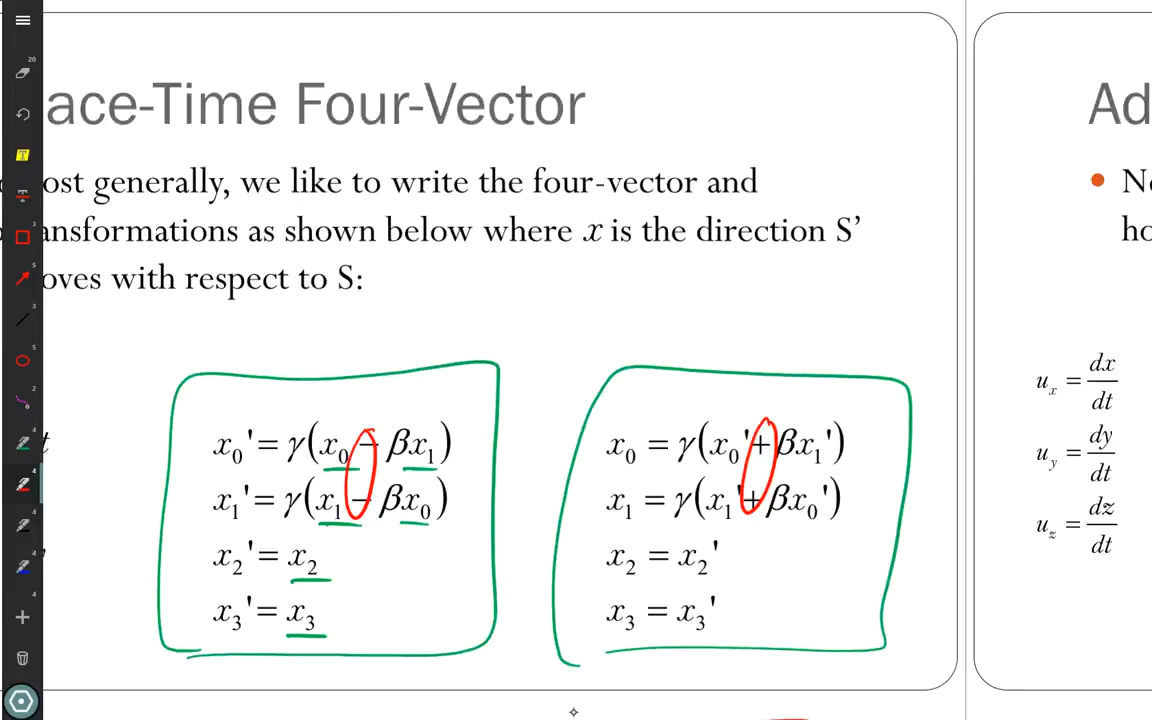 ace-Time Four-Vector
ost generally, we like to write the four-vector and
ansformations as shown below where x is the direction S’
oves with respect to S:
x₀'= γ(x₀ − βx₁)
x₁'= γ(x₁ − βx₀)
x₂'= x₂
x₃'= x₃
x₀ = γ(x₀'+ βx₁')
x₁ = γ(x₁'+ βx₀')
x₂ = x₂'
x₃ = x₃'
Ad
• N
ho
uₓ = dx/dt
u_y = dy/dt
u_z = dz/dt